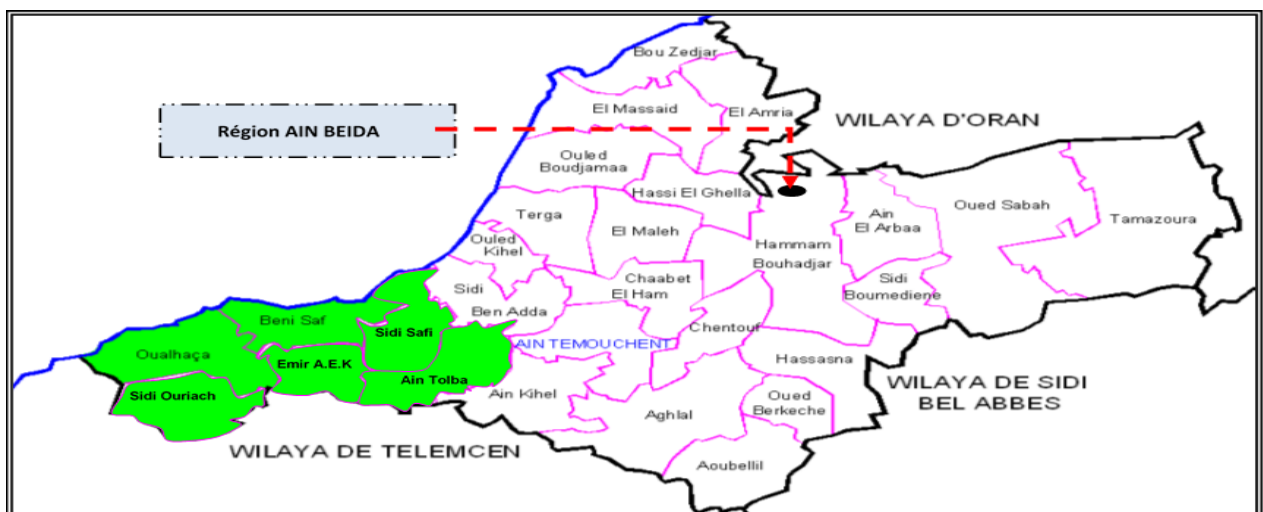 Bou Zedjar
El Massaid
El Amria
WILAYA D'ORAN
Région AIN BEIDA
Ouled
Boudjamaa
Hassi El Ghella
Terga
El Maleh
Ain
El Arbaa
Oued Sabah
Tamazoura
Ouled
Kihel
Hammam
Bouhadjar
Sidi
Ben Adda
Chaabet
El Ham
Sidi
Boumediene
Beni Saf
Sidi Safi
Chentouf
AIN TEMOUCHENT
Oualhaça
Emir A.E.K
Ain Tolba
Hassasna
Sidi Ouriach
Ain Kihel
Aghlal
Oued
Berkeche
WILAYA DE SIDI
BEL ABBES
WILAYA DE TELEMCEN
Aoubellil